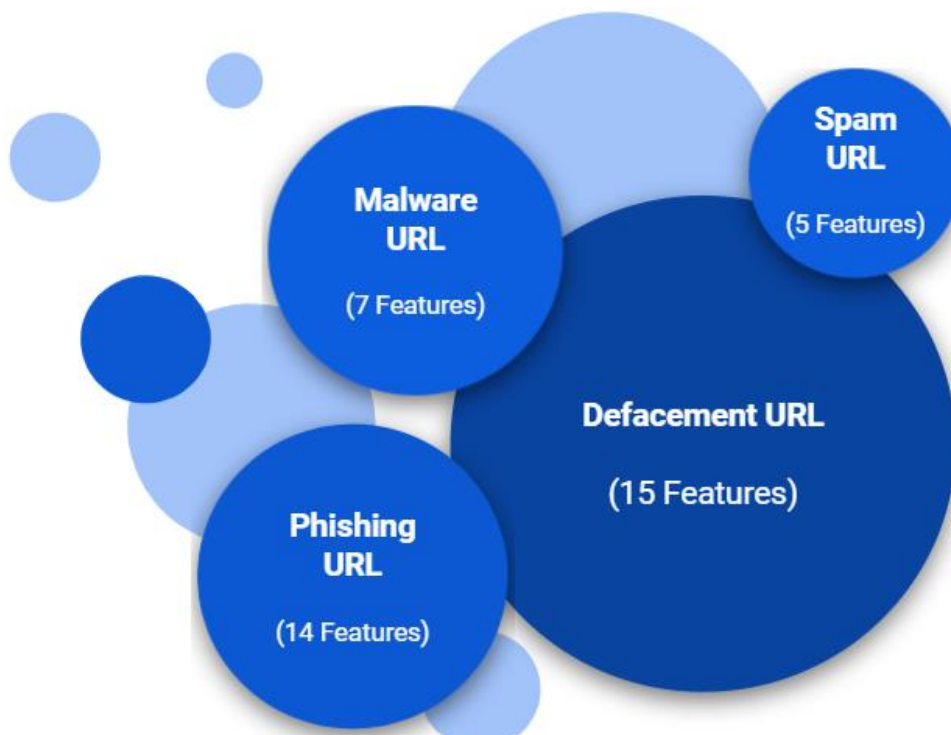 Spam
URL
(5 Features)
Malware
URL
(7 Features)
Defacement URL
(15 Features)
Phishing
URL
(14 Features)